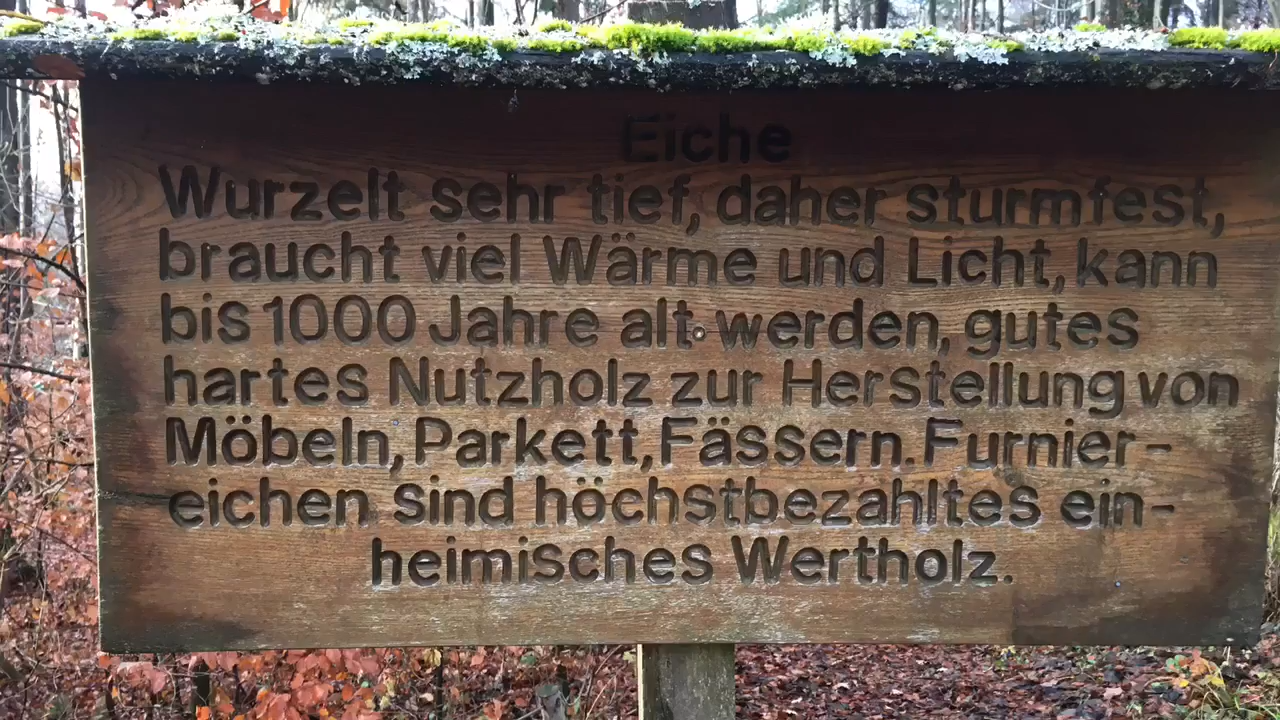 Eiche
Wurzelt sehr tief, daher sturmfest,
braucht viel Wärme und Licht, kann
bis 1000 Jahre alt werden, gutes
hartes Nutzholz zur Herstellung von
Möbeln, Parkett, Fässern. Furnier-
eichen sind höchstbezahltes ein-
heimisches Wertholz.